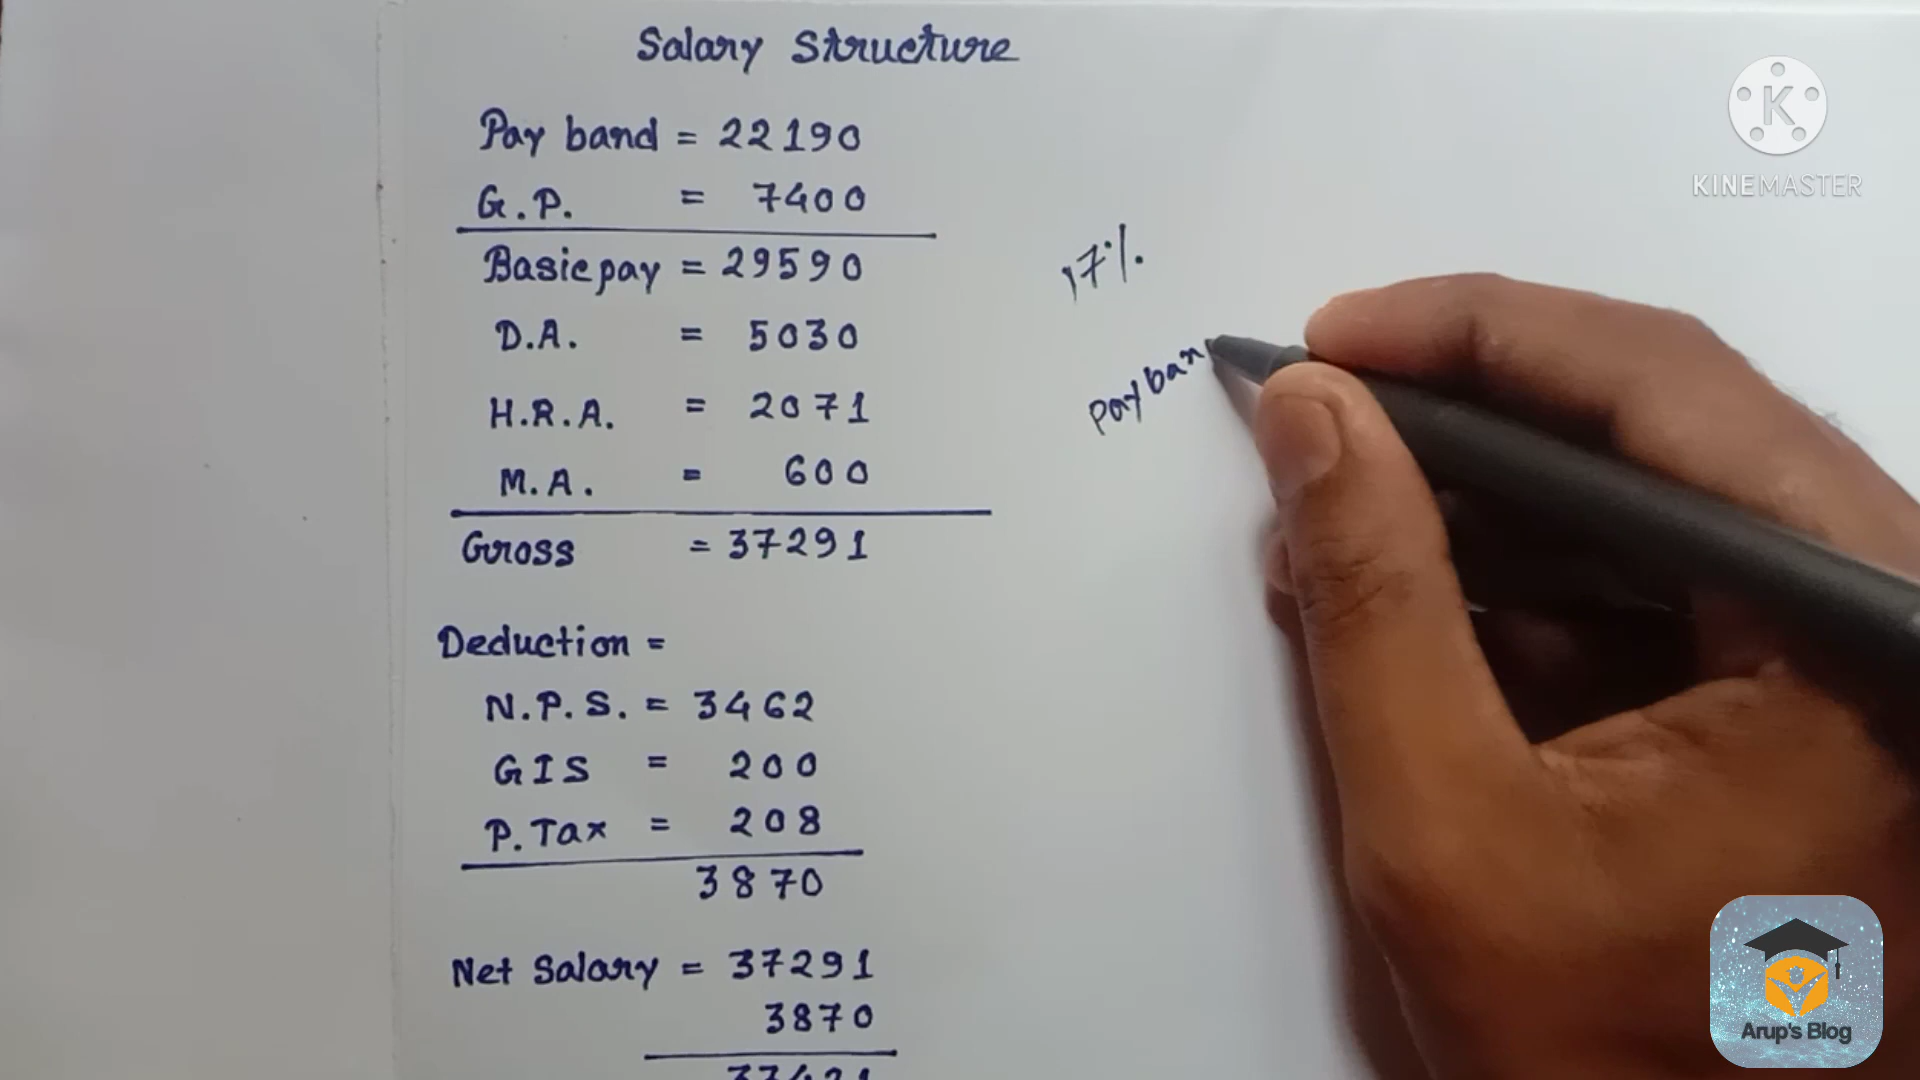 Salary Structure
Pay band = 22190
G.P. = 7400
Basic pay = 29590
D.A. = 5030
H.R.A. = 2071
M.A. = 600
Gross = 37291
17%.
Pay ban
Deduction =
N.P.S. = 3462
GIS = 200
P. Tax = 208
3870
Net Salary = 37291
3870
K
KINEMASTER
Arup's Blog